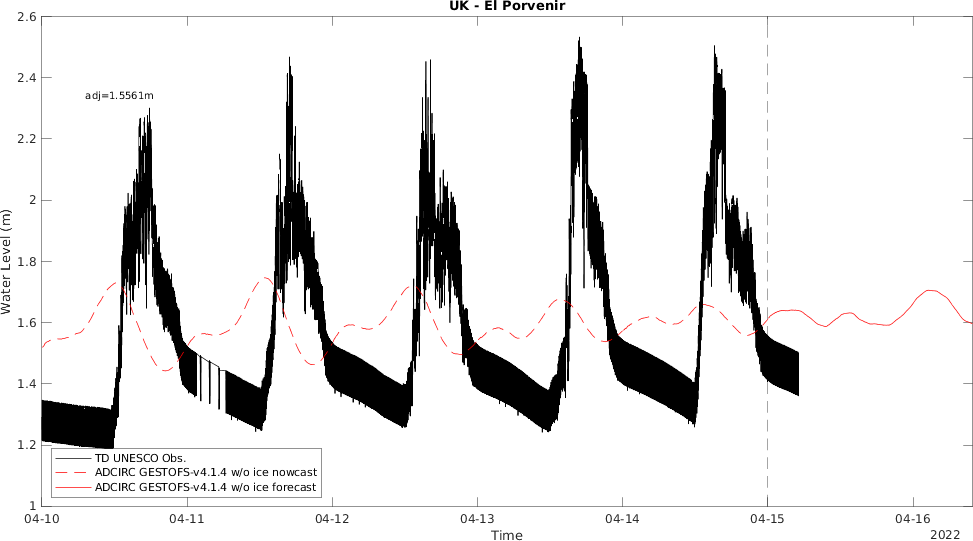 UK - El Porvenir
2.6
2.4
adj=1.5561m
2.2
2
1.8
1.6
1.4
1.2
1
Water Level (m)
TD UNESCO Obs.
ADCIRC GESTOFS-v4.1.4 w/o ice nowcast
ADCIRC GESTOFS-v4.1.4 w/o ice forecast
04-10 04-11 04-12 04-13 04-14 04-15 04-16
Time
2022